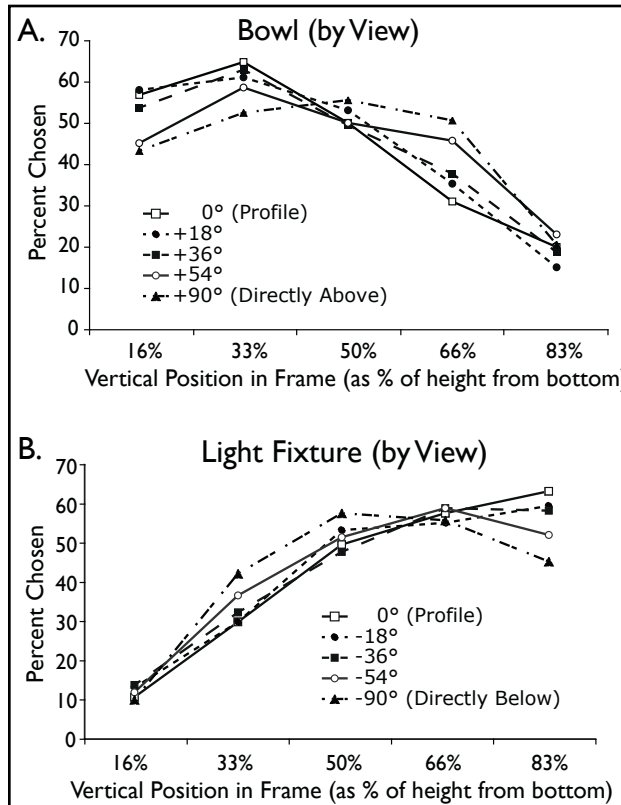 A.
Bowl (by View)
Percent Chosen
70
60
50
40
30
20
10
0
0° (Profile)
+18°
+36°
+54°
+90° (Directly Above)
16% 33% 50% 66% 83%
Vertical Position in Frame (as % of height from bottom)
B.
Light Fixture (by View)
Percent Chosen
70
60
50
40
30
20
10
0
0° (Profile)
-18°
-36°
-54°
-90° (Directly Below)
16% 33% 50% 66% 83%
Vertical Position in Frame (as % of height from bottom)